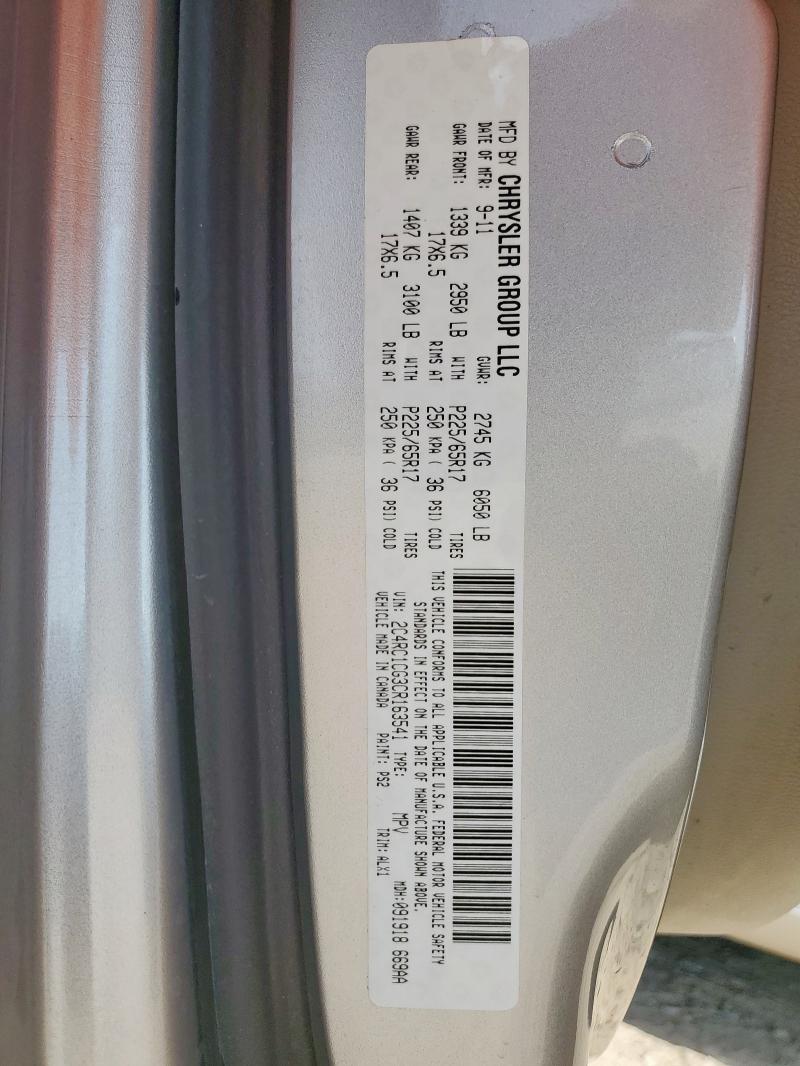 MFD BY CHRYSLER GROUP LLC
DATE OF MFR: 9-11 GVWR: 2745 KG 6050 LB
GAWR FRONT: 1339 KG 2950 LB WITH P225/65R17 TIRES
17X6.5 RIMS AT 250 KPA ( 36 PSI) COLD
GAWR REAR: 1407 KG 3100 LB WITH P225/65R17 TIRES
17X6.5 RIMS AT 250 KPA ( 36 PSI) COLD
THIS VEHICLE CONFORMS TO ALL APPLICABLE U.S.A. FEDERAL MOTOR VEHICLE SAFETY
STANDARDS IN EFFECT ON THE DATE OF MANUFACTURE SHOWN ABOVE.
VIN: 2C4RC1CG3CR163541 TYPE: MPV MDH:091918 669AA
VEHICLE MADE IN CANADA PAINT: PS2 TRIM:ALX1